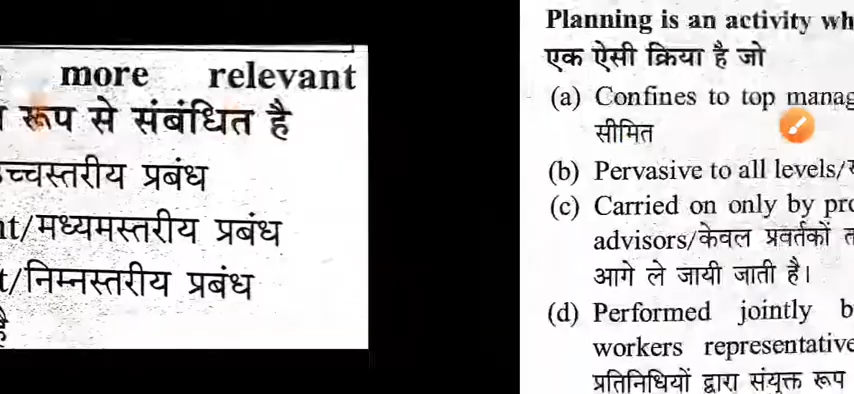 more relevant
रूप से संबंधित है
उच्चस्तरीय प्रबंध
nt/मध्यमस्तरीय प्रबंध
t/निम्नस्तरीय प्रबंध
है
Planning is an activity wh
एक ऐसी क्रिया है जो
(a) Confines to top manag
सीमित
(b) Pervasive to all levels/
(c) Carried on only by pro
advisors/केवल प्रवर्तकों
आगे ले जायी जाती है।
(d) Performed jointly b
workers representative
प्रतिनिधियों द्वारा संयुक्त रूप